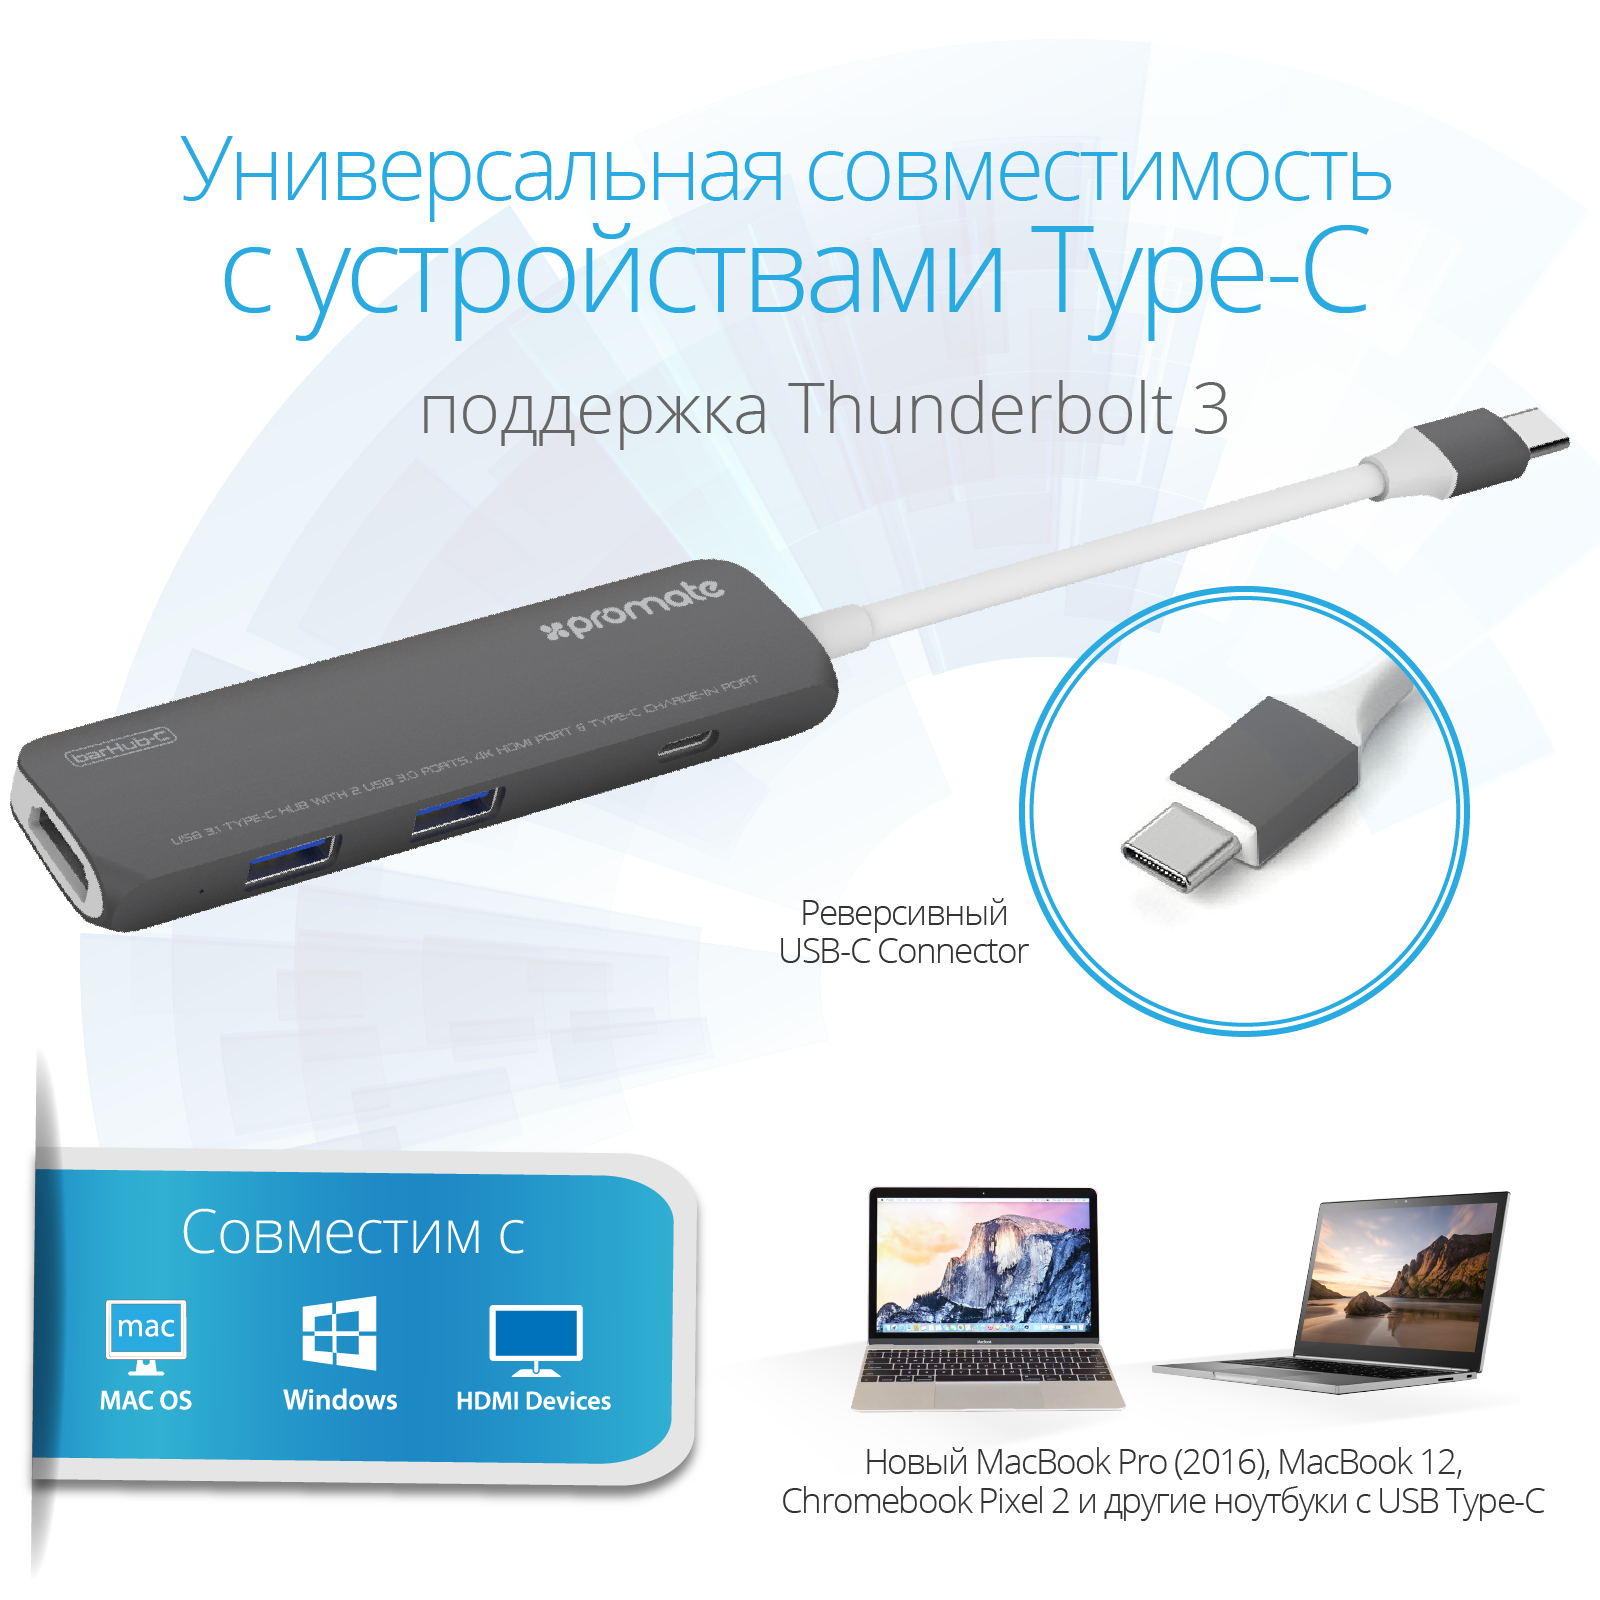 Универсальная совместимость
с устройствами Type-C
поддержка Thunderbolt 3
promate
barHub-C
USB 3.1 TYPE-C HUB WITH 2 USB 3.0 PORTS, 4K HDMI PORT & TYPE-C CHARGE-IN PORT
Реверсивный
USB-C Connector
Совместим с
mac
MAC OS
Windows
HDMI Devices
MacBook
Новый MacBook Pro (2016), MacBook 12,
Chromebook Pixel 2 и другие ноутбуки с USB Type-C